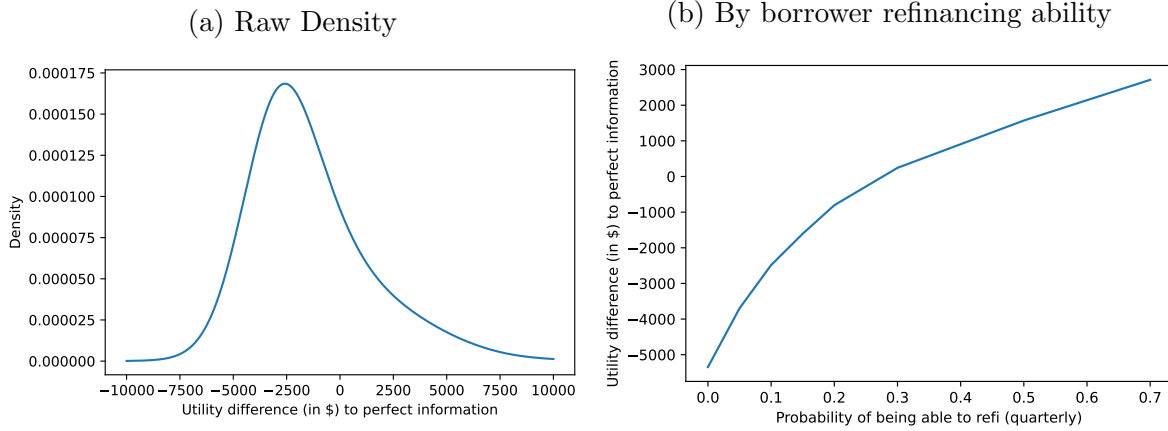 (a) Raw Density
0.000175
0.000150
0.000125
0.000100
0.000075
0.000050
0.000025
0.000000
Density
−10000 −7500 −5000 −2500 0 2500 5000 7500 10000
Utility difference (in $) to perfect information
(b) By borrower refinancing ability
3000
2000
1000
0
−1000
−2000
−3000
−4000
−5000
Utility difference (in $) to perfect information
0.0 0.1 0.2 0.3 0.4 0.5 0.6 0.7
Probability of being able to refi (quarterly)